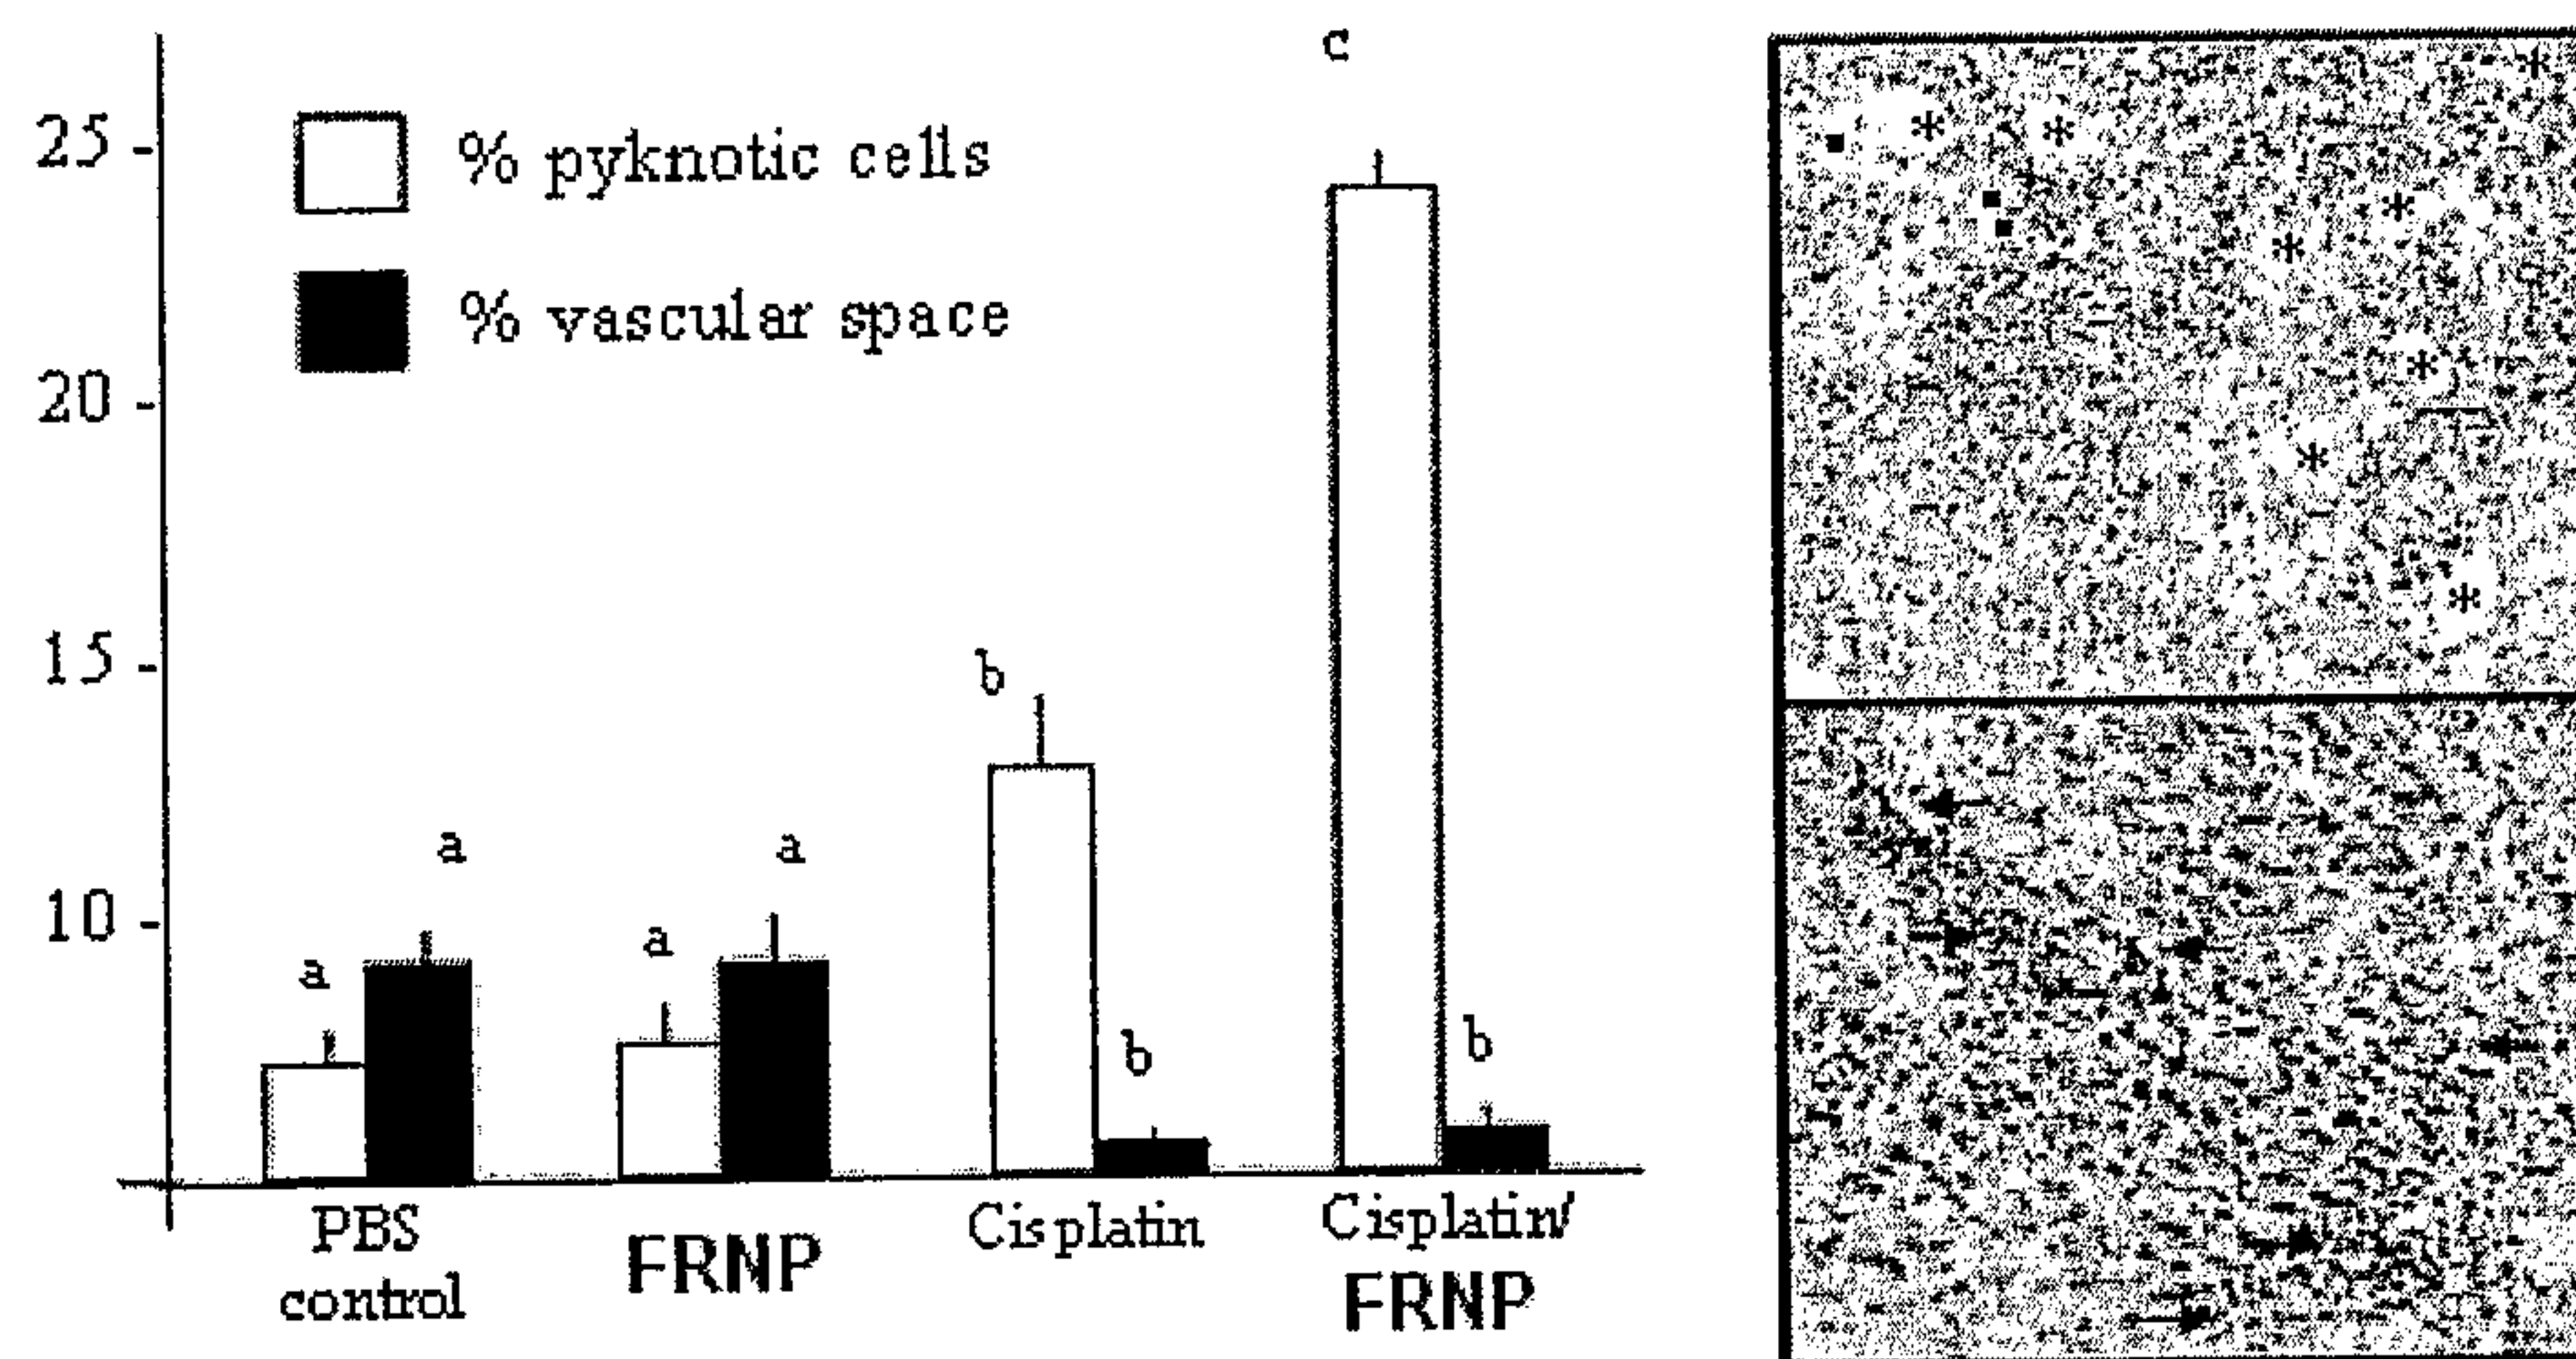 c
25
% pyknotic cells
% vascular space
20
15
b
a
a
10
a
a
b
b
PBS
control
FRNP
Cisplatin
Cisplatin/
FRNP